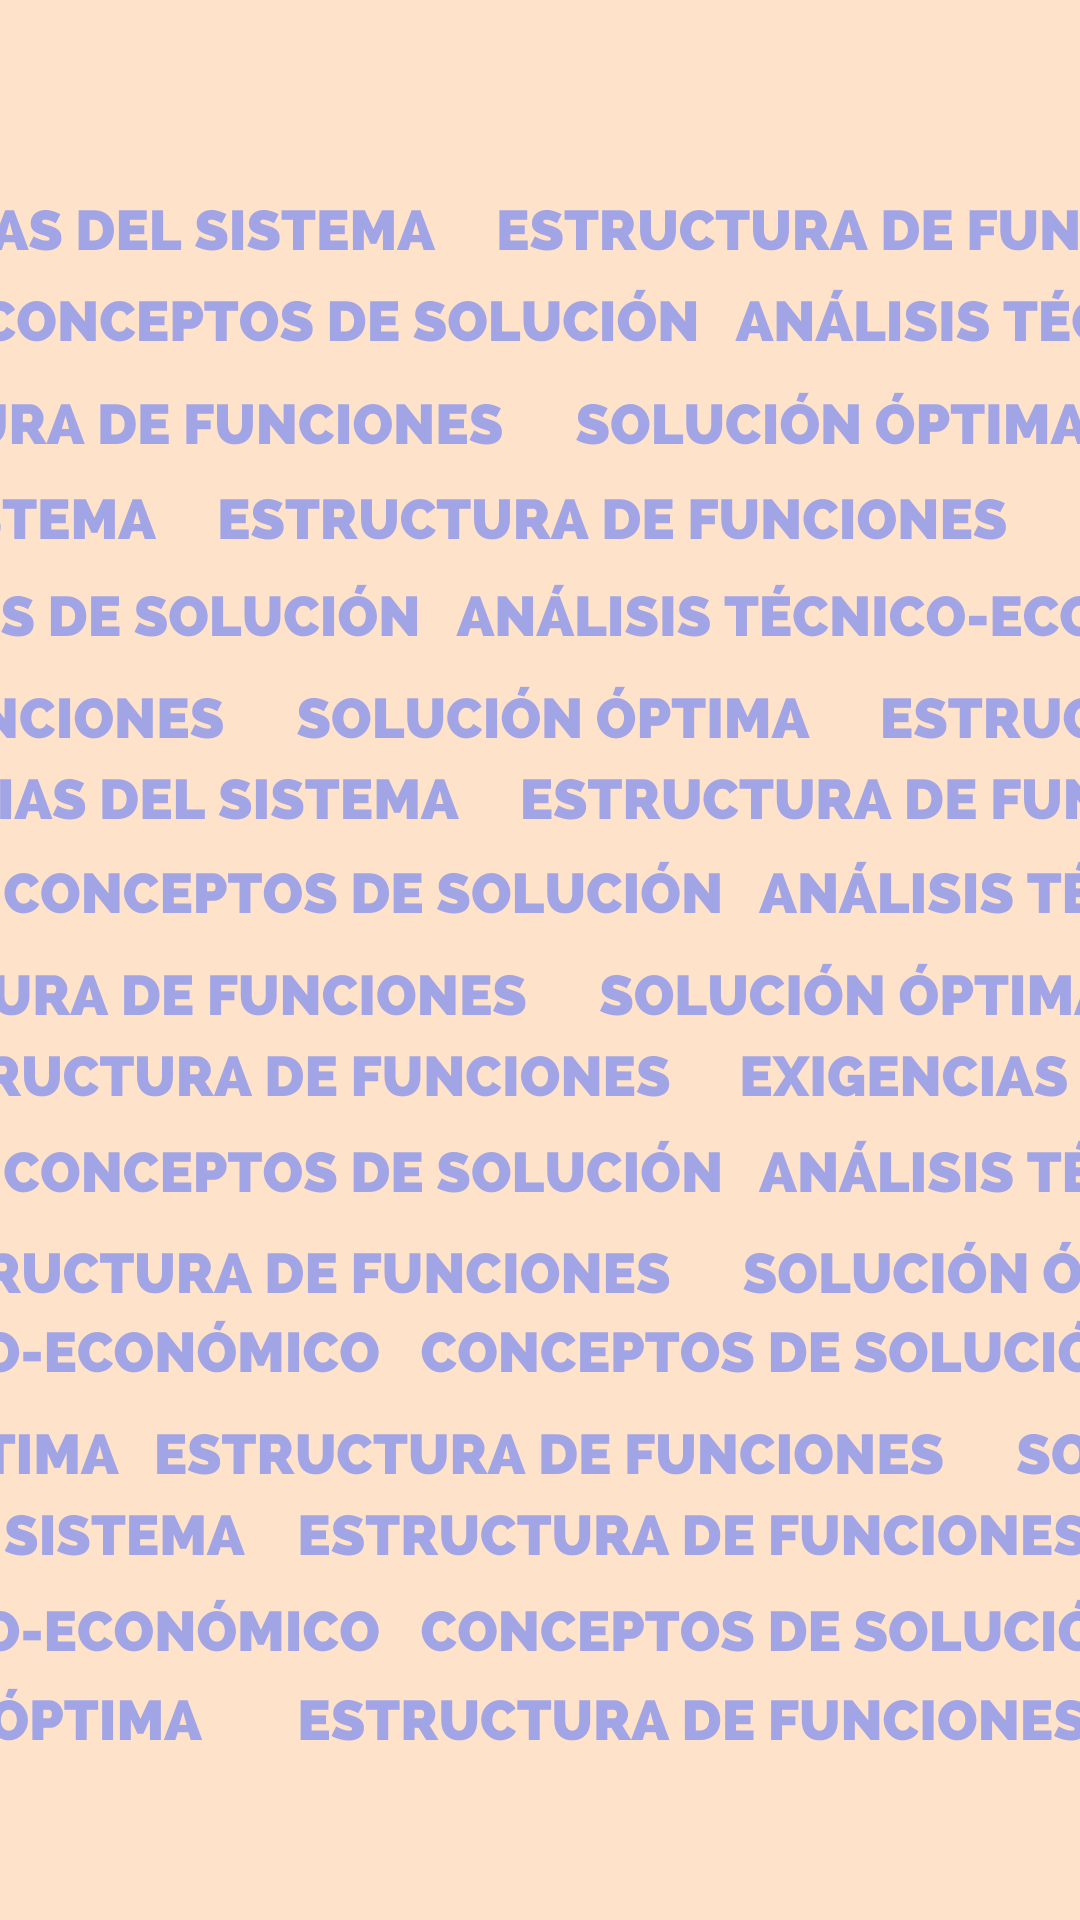 AS DEL SISTEMA ESTRUCTURA DE FUN
CONCEPTOS DE SOLUCIÓN ANÁLISIS TÉC
URA DE FUNCIONES SOLUCIÓN ÓPTIMA
STEMA ESTRUCTURA DE FUNCIONES
S DE SOLUCIÓN ANÁLISIS TÉCNICO-ECO
NCIONES SOLUCIÓN ÓPTIMA ESTRUC
IAS DEL SISTEMA ESTRUCTURA DE FUN
CONCEPTOS DE SOLUCIÓN ANÁLISIS TÉ
URA DE FUNCIONES SOLUCIÓN ÓPTIMA
RUCTURA DE FUNCIONES EXIGENCIAS
CONCEPTOS DE SOLUCIÓN ANÁLISIS TÉ
RUCTURA DE FUNCIONES SOLUCIÓN Ó
O-ECONÓMICO CONCEPTOS DE SOLUCIÓ
TIMA ESTRUCTURA DE FUNCIONES SO
SISTEMA ESTRUCTURA DE FUNCIONES
O-ECONÓMICO CONCEPTOS DE SOLUCIÓ
ÓPTIMA ESTRUCTURA DE FUNCIONES